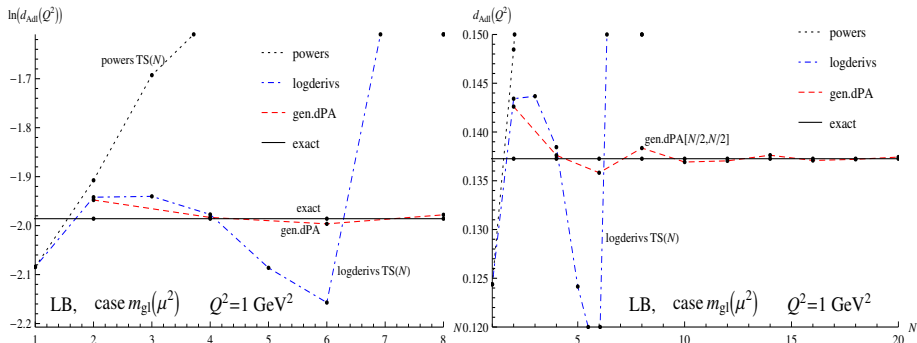 ln(d_Adl(Q²))
powers TS(N)
powers
logderivs
gen.dPA
exact
exact
gen.dPA
logderivs TS(N)
LB, case m_gl(μ²) Q²=1 GeV²
-1.7
-1.8
-1.9
-2.0
-2.1
-2.2
1 2 3 4 5 6 7 8 N
d_Adl(Q²)
powers
logderivs
gen.dPA
exact
gen.dPA[N/2,N/2]
logderivs TS(N)
LB, case m_gl(μ²) Q²=1 GeV²
0.150
0.145
0.140
0.135
0.130
0.125
0.120
5 10 15 20 N